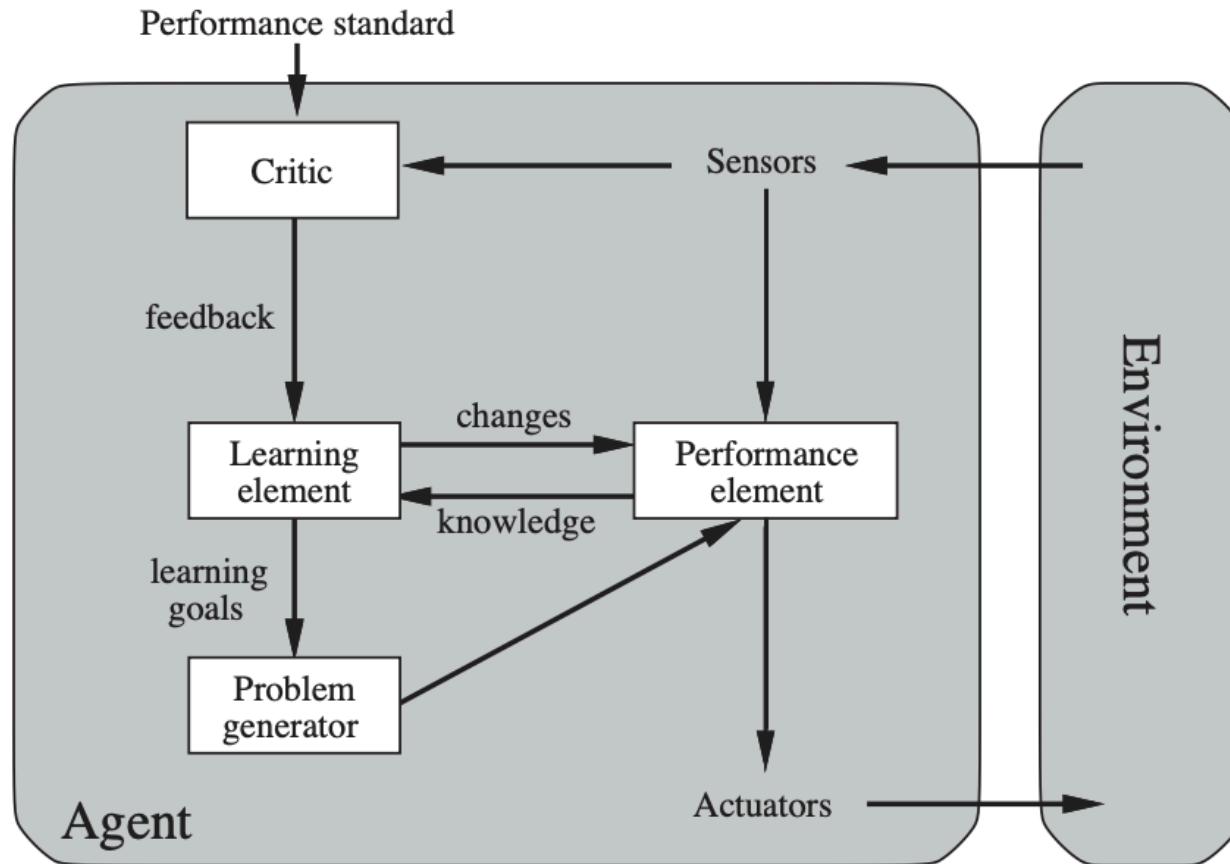 Performance standard
Critic
Sensors
feedback
changes
Learning
element
Performance
element
knowledge
learning
goals
Problem
generator
Actuators
Agent
Environment